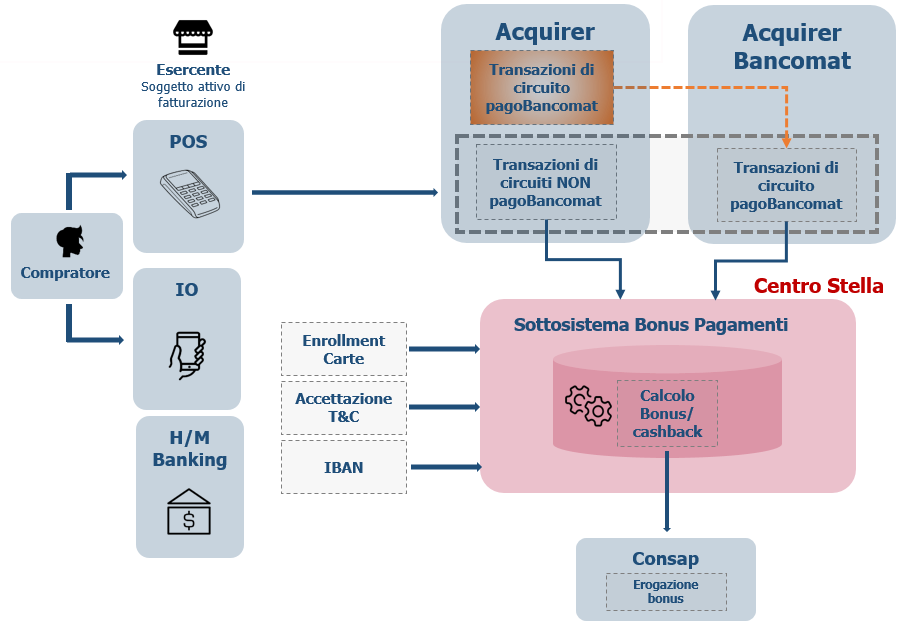 Esercente
Soggetto attivo di
fatturazione
POS
Compratore
IO
H/M
Banking
$
Acquirer
Transazioni di
circuito
pagoBancomat
Transazioni di
circuiti NON
pagoBancomat
Acquirer
Bancomat
Transazioni di
circuito
pagoBancomat
Centro Stella
Sottosistema Bonus Pagamenti
Enrollment
Carte
Accettazione
T&C
IBAN
Calcolo
Bonus/
cashback
Consap
Erogazione
bonus